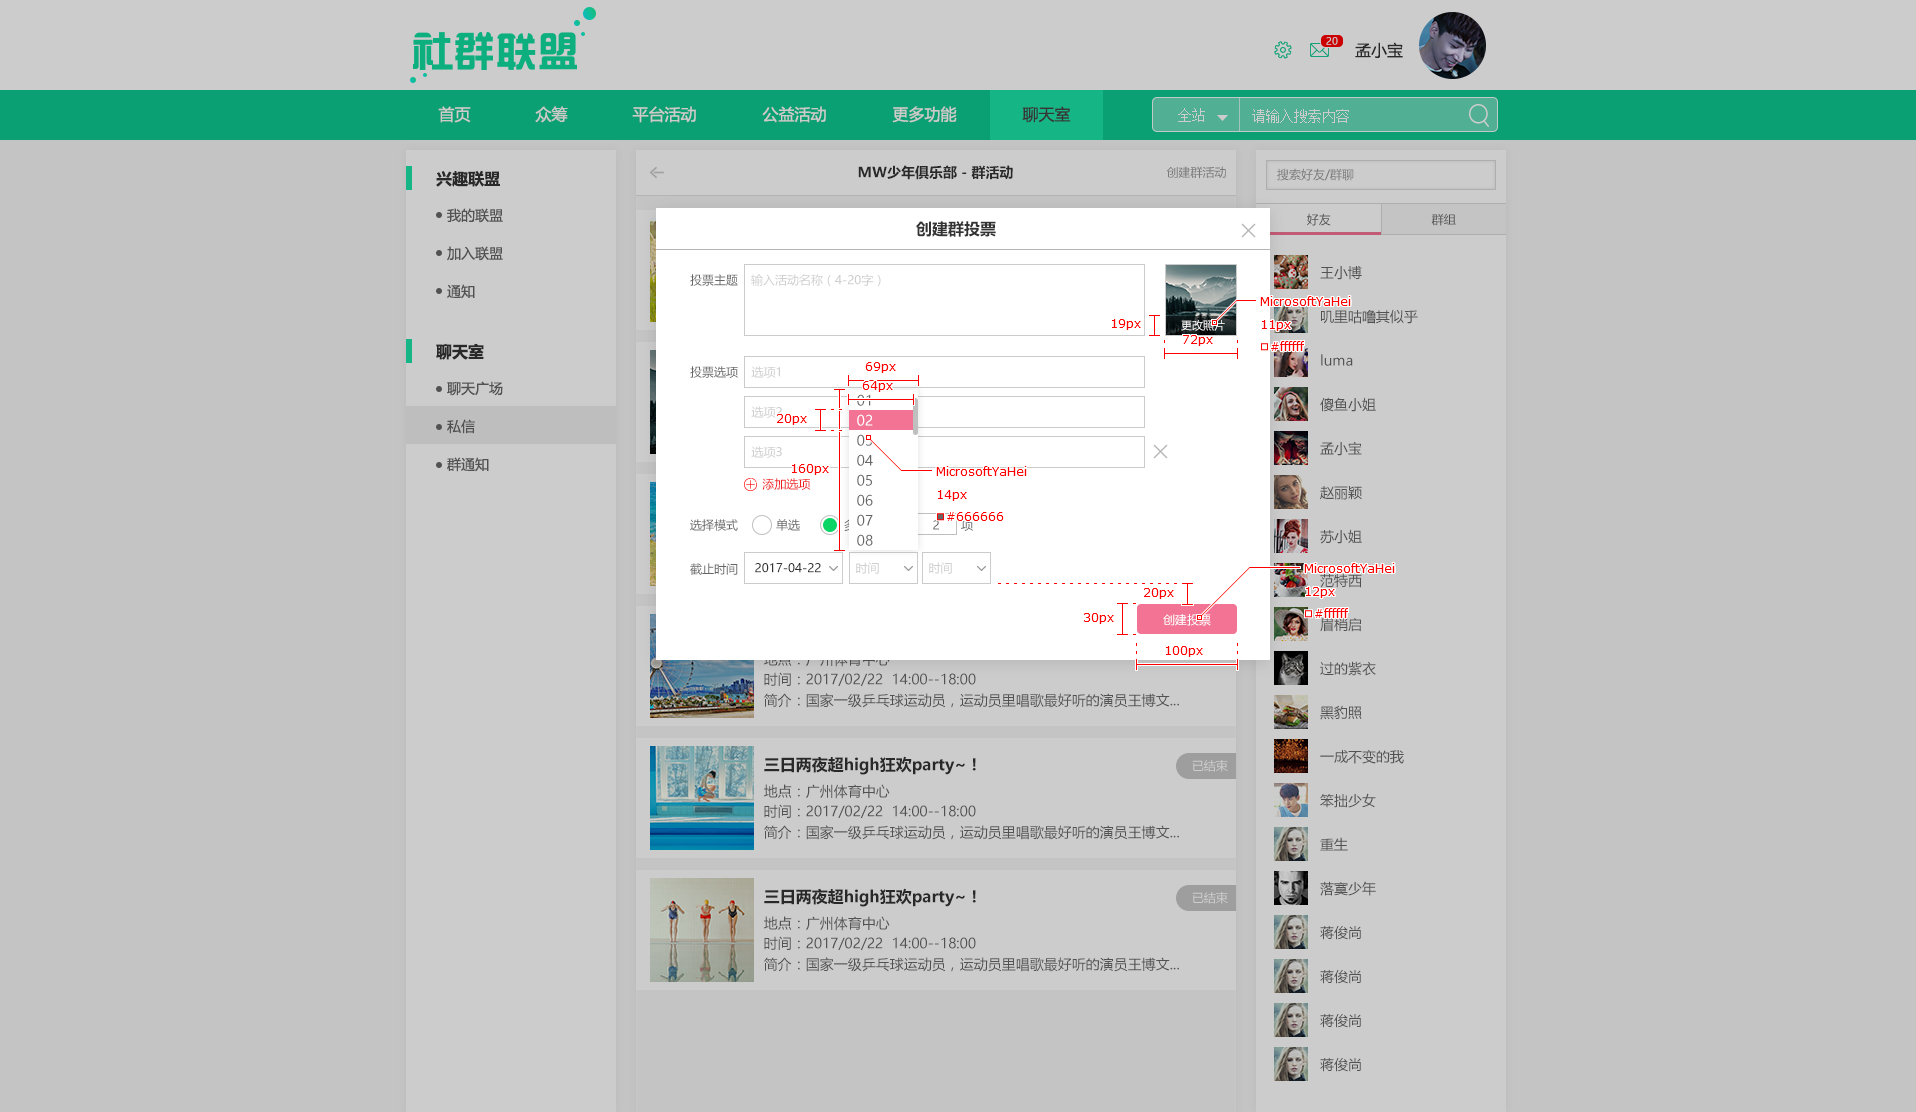 社群联盟
20
孟小宝
首页
众筹
平台活动
公益活动
更多功能
聊天室
全站
请输入搜索内容
兴趣联盟
我的联盟
加入联盟
通知
聊天室
聊天广场
私信
群通知
MW少年俱乐部 - 群活动
创建群活动
创建群投票
投票主题
输入活动名称（4-20字）
更改照片
19px
72px
MicrosoftYaHei
11px
#ffffff
投票选项
选项1
选项2
选项3
添加选项
69px
64px
20px
160px
01
02
03
04
05
06
07
08
MicrosoftYaHei
14px
#666666
选择模式
单选
2
项
截止时间
2017-04-22
时间
时间
20px
30px
创建投票
100px
MicrosoftYaHei
12px
#ffffff
地点：广州体育中心
时间：2017/02/22 14:00--18:00
简介：国家一级乒乓球运动员，运动员里唱歌最好听的演员王博文...
三日两夜超high狂欢party~！
已结束
地点：广州体育中心
时间：2017/02/22 14:00--18:00
简介：国家一级乒乓球运动员，运动员里唱歌最好听的演员王博文...
三日两夜超high狂欢party~！
已结束
地点：广州体育中心
时间：2017/02/22 14:00--18:00
简介：国家一级乒乓球运动员，运动员里唱歌最好听的演员王博文...
搜索好友/群聊
好友
群组
王小博
叽里咕噜其似乎
luma
傻鱼小姐
孟小宝
赵丽颖
苏小姐
范特西
眉梢启
过的紫衣
黑豹照
一成不变的我
笨拙少女
重生
落寞少年
蒋俊尚
蒋俊尚
蒋俊尚
蒋俊尚